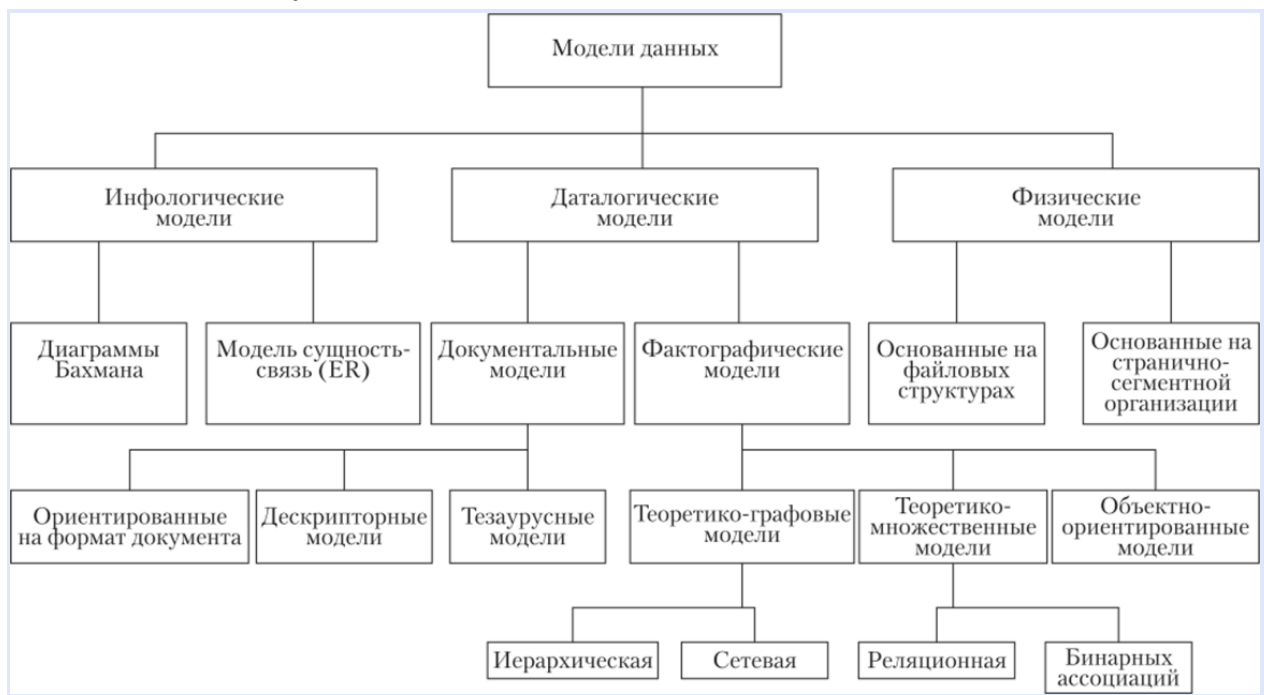 Модели данных
Инфологические
модели
Даталогические
модели
Физические
модели
Диаграммы
Бахмана
Модель сущность-
связь (ER)
Документальные
модели
Фактографические
модели
Основанные на
файловых
структурах
Основанные на
странично-
сегментной
организации
Ориентированные
на формат документа
Дескрипторные
модели
Тезаурусные
модели
Теоретико-графовые
модели
Теоретико-
множественные
модели
Объектно-
ориентированные
модели
Иерархическая
Сетевая
Реляционная
Бинарных
ассоциаций